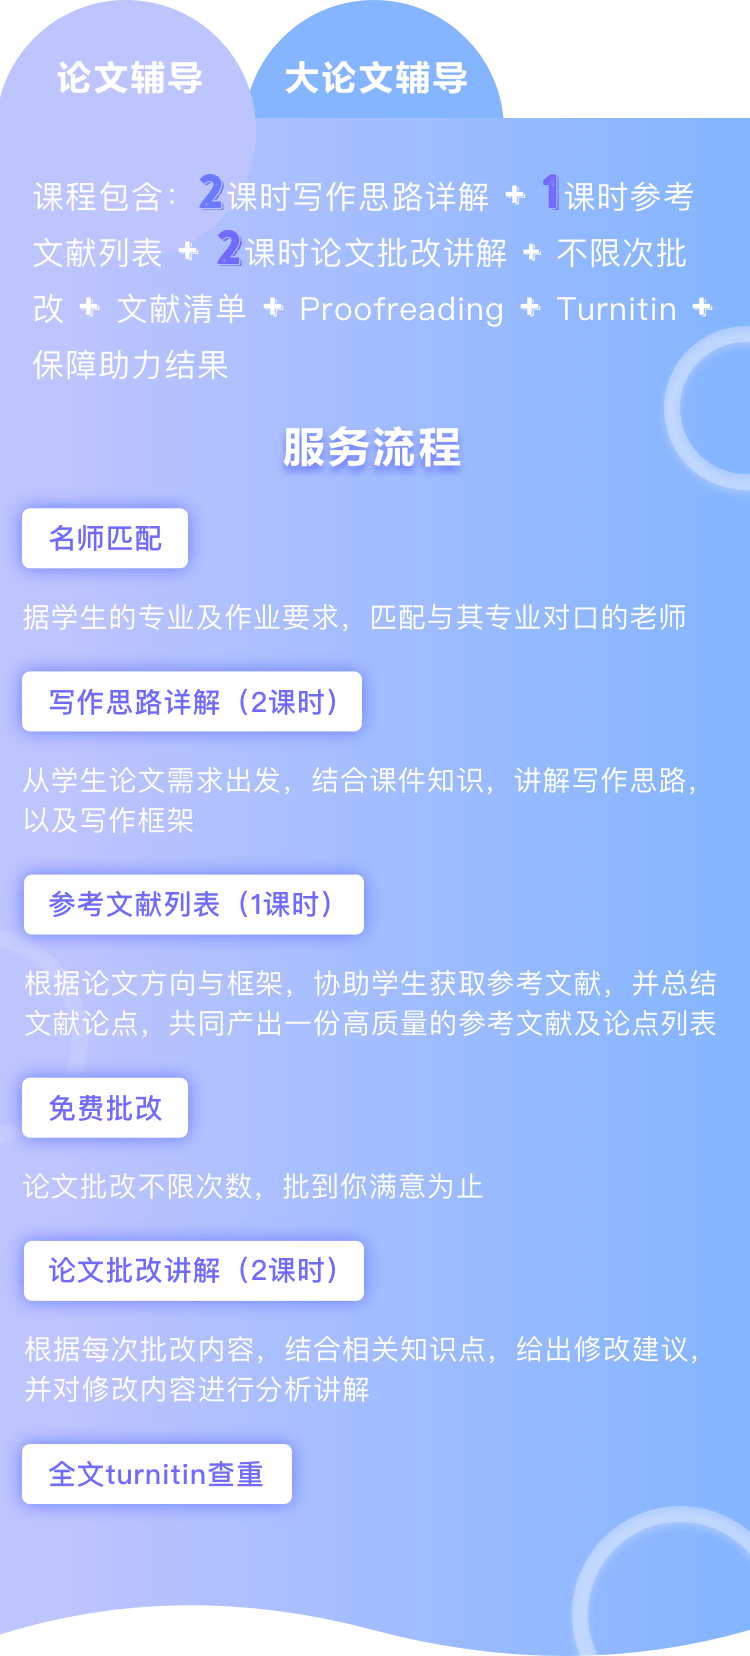 论文辅导
大论文辅导
课程包含：2课时写作思路详解 + 1课时参考
文献列表 + 2课时论文批改讲解 + 不限次批
改 + 文献清单 + Proofreading + Turnitin +
保障助力结果
服务流程
名师匹配
据学生的专业及作业要求，匹配与其专业对口的老师
写作思路详解（2课时）
从学生论文需求出发，结合课件知识，讲解写作思路，
以及写作框架
参考文献列表（1课时）
根据论文方向与框架，协助学生获取参考文献，并总结
文献论点，共同产出一份高质量的参考文献及论点列表
免费批改
论文批改不限次数，批到你满意为止
论文批改讲解（2课时）
根据每次批改内容，结合相关知识点，给出修改建议，
并对修改内容进行分析讲解
全文turnitin查重